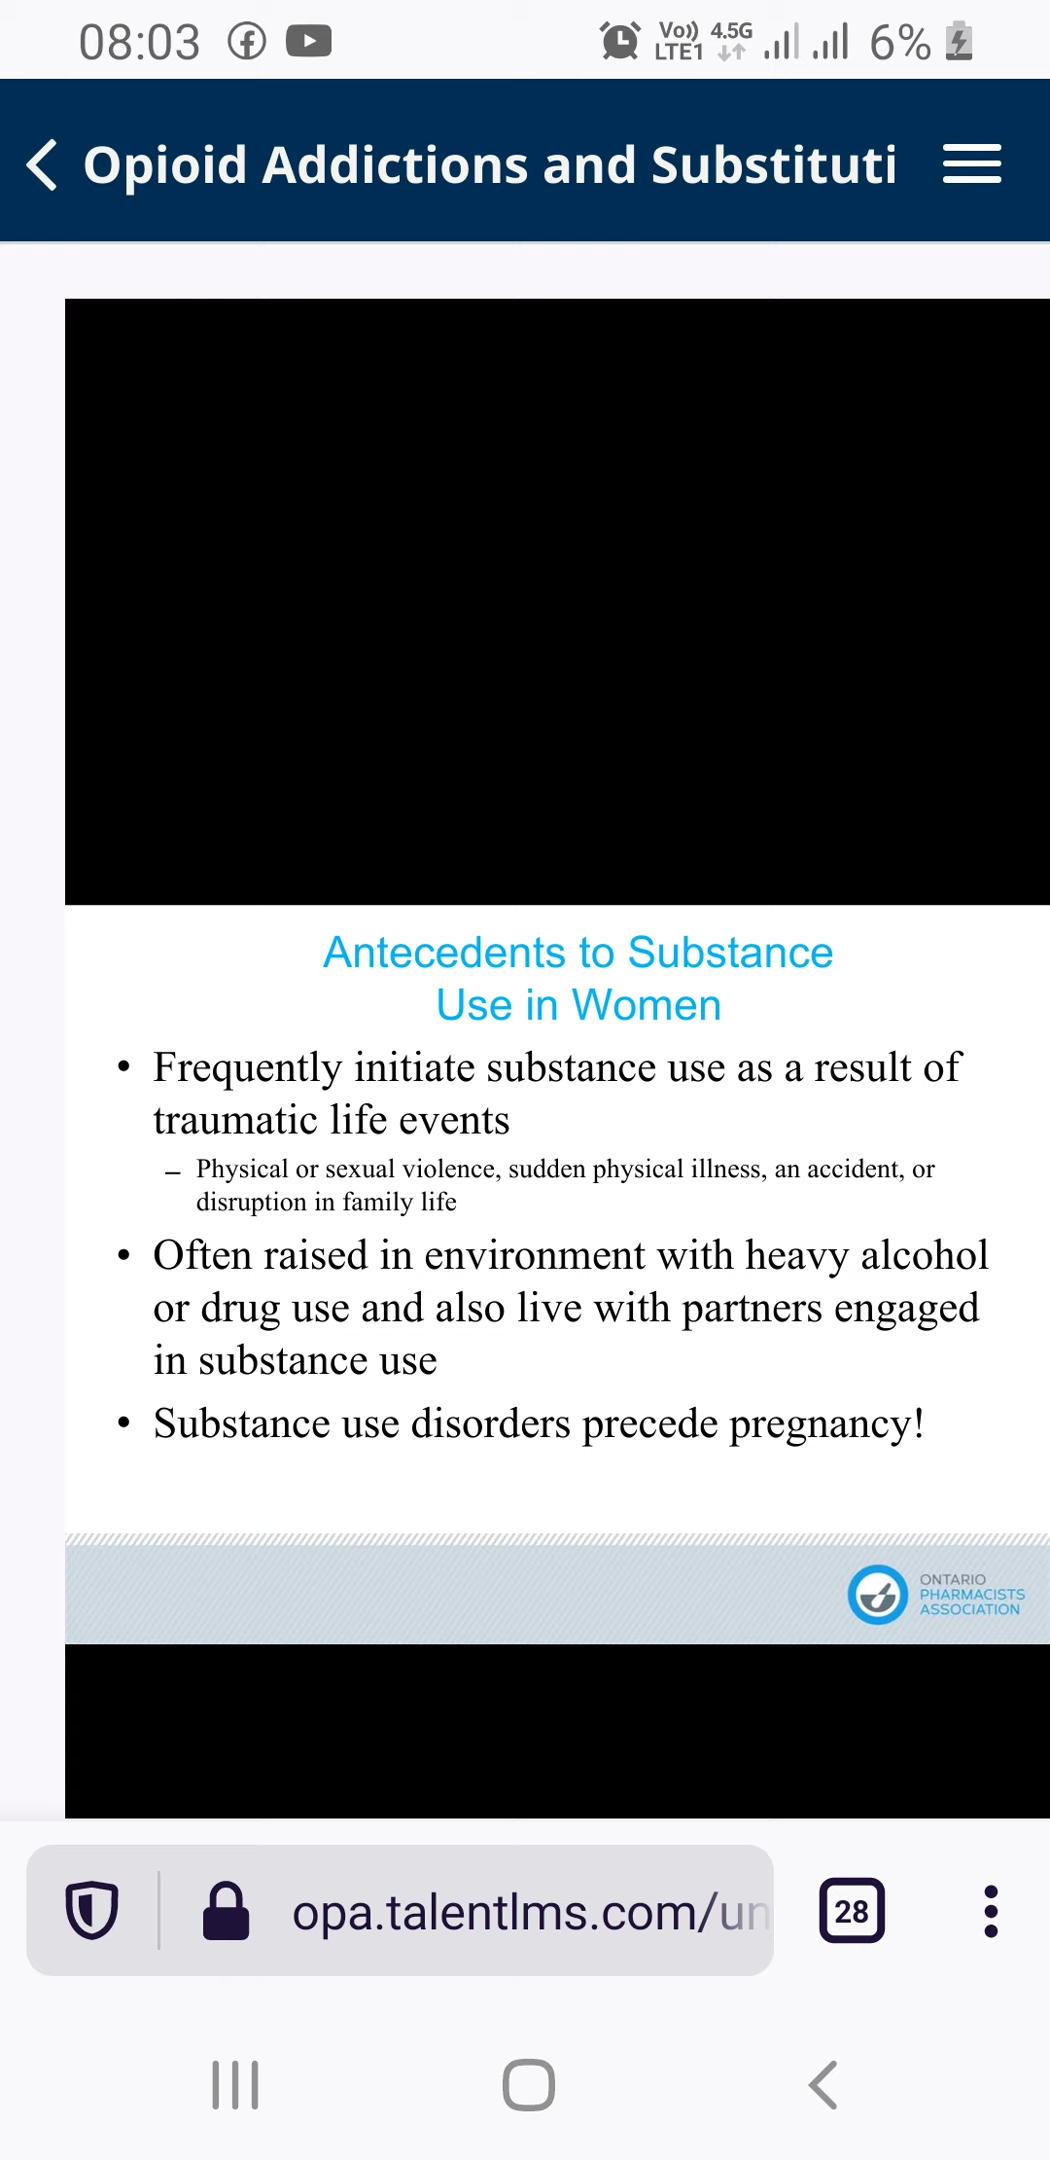 08:03 Vo)) 4.5G 6%
LTE1
Opioid Addictions and Substituti
Antecedents to Substance
Use in Women
• Frequently initiate substance use as a result of
traumatic life events
– Physical or sexual violence, sudden physical illness, an accident, or
disruption in family life
• Often raised in environment with heavy alcohol
or drug use and also live with partners engaged
in substance use
• Substance use disorders precede pregnancy!
ONTARIO
PHARMACISTS
ASSOCIATION
opa.talentlms.com/un 28